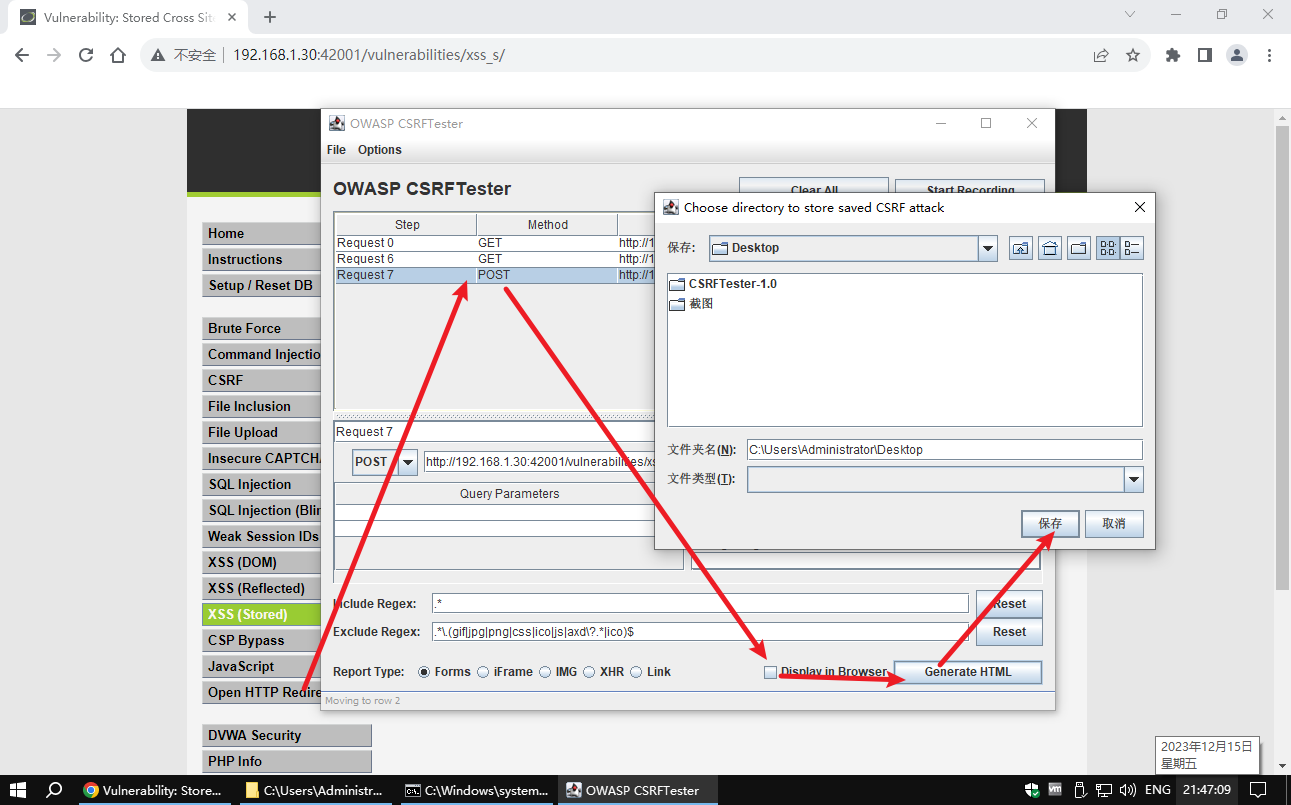 Vulnerability: Stored Cross Sit
不安全
192.168.1.30:42001/vulnerabilities/xss_s/
OWASP CSRFTester
File Options
OWASP CSRFTester
Clear All
Start Recording
Step Method
Request 0 GET http://1
Request 6 GET http://1
Request 7 POST http://1
Request 7
POST http://192.168.1.30:42001/vulnerabilities/xs
Query Parameters
Include Regex: .*
Reset
Exclude Regex: .*\.(gif|jpg|png|css|ico|js|axd\?.*|ico)$
Reset
Report Type: Forms iFrame IMG XHR Link
Display in Browser
Generate HTML
Moving to row 2
Choose directory to store saved CSRF attack
保存: Desktop
CSRFTester-1.0
截图
文件夹名(N): C:\Users\Administrator\Desktop
文件类型(T):
保存 取消
Home
Instructions
Setup / Reset DB
Brute Force
Command Injectio
CSRF
File Inclusion
File Upload
Insecure CAPTCHA
SQL Injection
SQL Injection (Blin
Weak Session IDs
XSS (DOM)
XSS (Reflected)
XSS (Stored)
CSP Bypass
JavaScript
Open HTTP Redire
DVWA Security
PHP Info
2023年12月15日
星期五
Vulnerability: Store...
C:\Users\Administr...
C:\Windows\system...
OWASP CSRFTester
vm
ENG
21:47:09